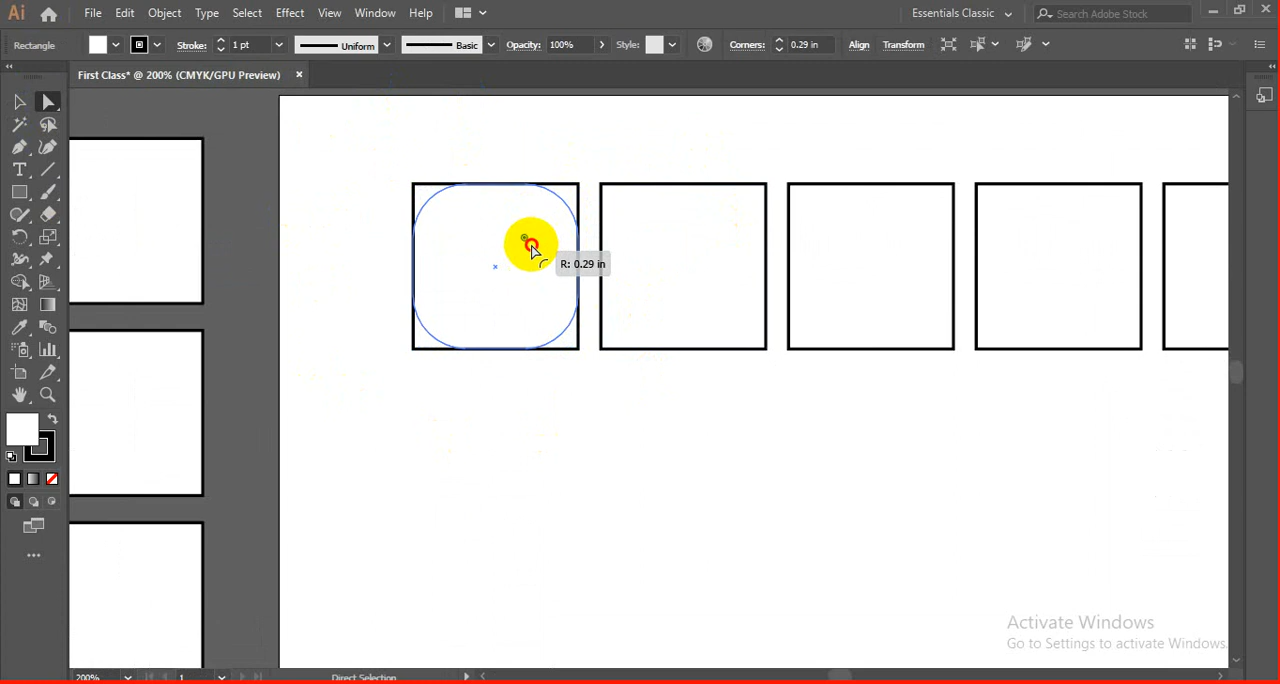 Ai File Edit Object Type Select Effect View Window Help Essentials Classic Search Adobe Stock
Rectangle Stroke: 1 pt Uniform Basic Opacity: 100% Style: Corners: 0.29 in Align Transform
First Class* @ 200% (CMYK/GPU Preview) ×
R: 0.29 in
Activate Windows
Go to Settings to activate Windows.
200% 1 Direct Selection